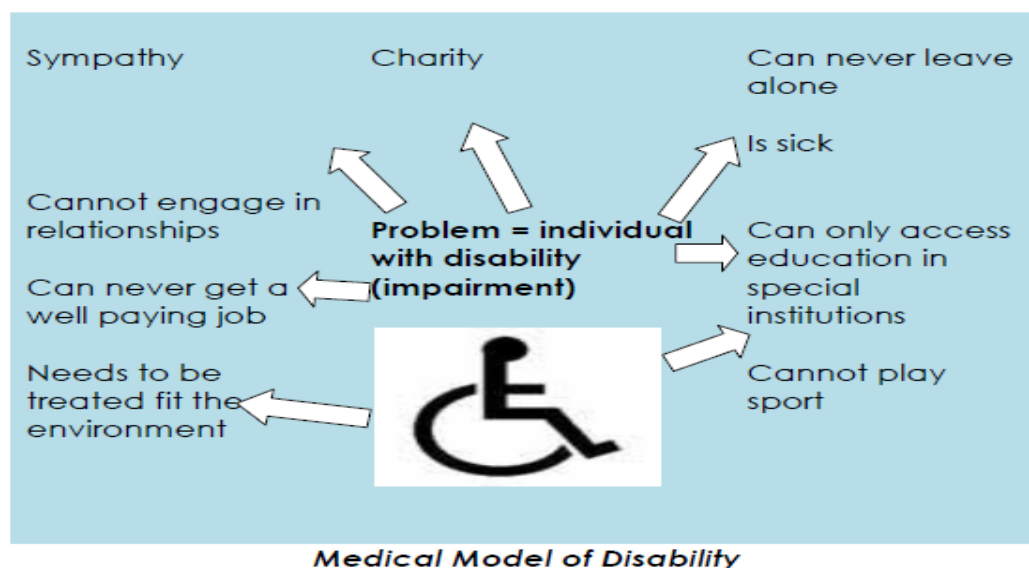 Sympathy
Charity
Can never leave
alone
Is sick
Cannot engage in
relationships
Problem = individual
with disability
(impairment)
Can only access
education in
special
institutions
Can never get a
well paying job
Needs to be
treated fit the
environment
Cannot play
sport
Medical Model of Disability